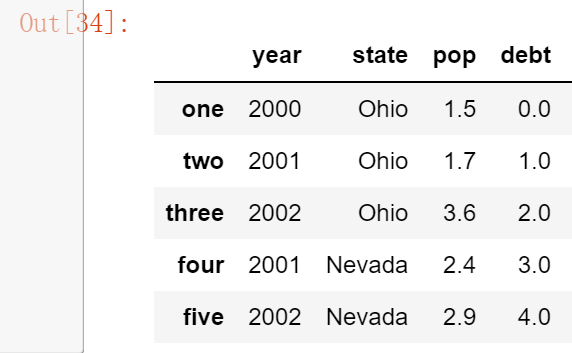 Out[34]:
year state pop debt
one 2000 Ohio 1.5 0.0
two 2001 Ohio 1.7 1.0
three 2002 Ohio 3.6 2.0
four 2001 Nevada 2.4 3.0
five 2002 Nevada 2.9 4.0